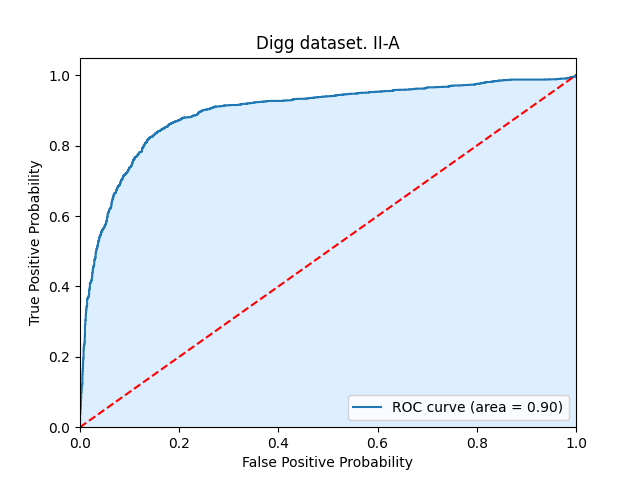 Digg dataset. II-A
True Positive Probability
1.0
0.8
0.6
0.4
0.2
0.0
ROC curve (area = 0.90)
0.0 0.2 0.4 0.6 0.8 1.0
False Positive Probability